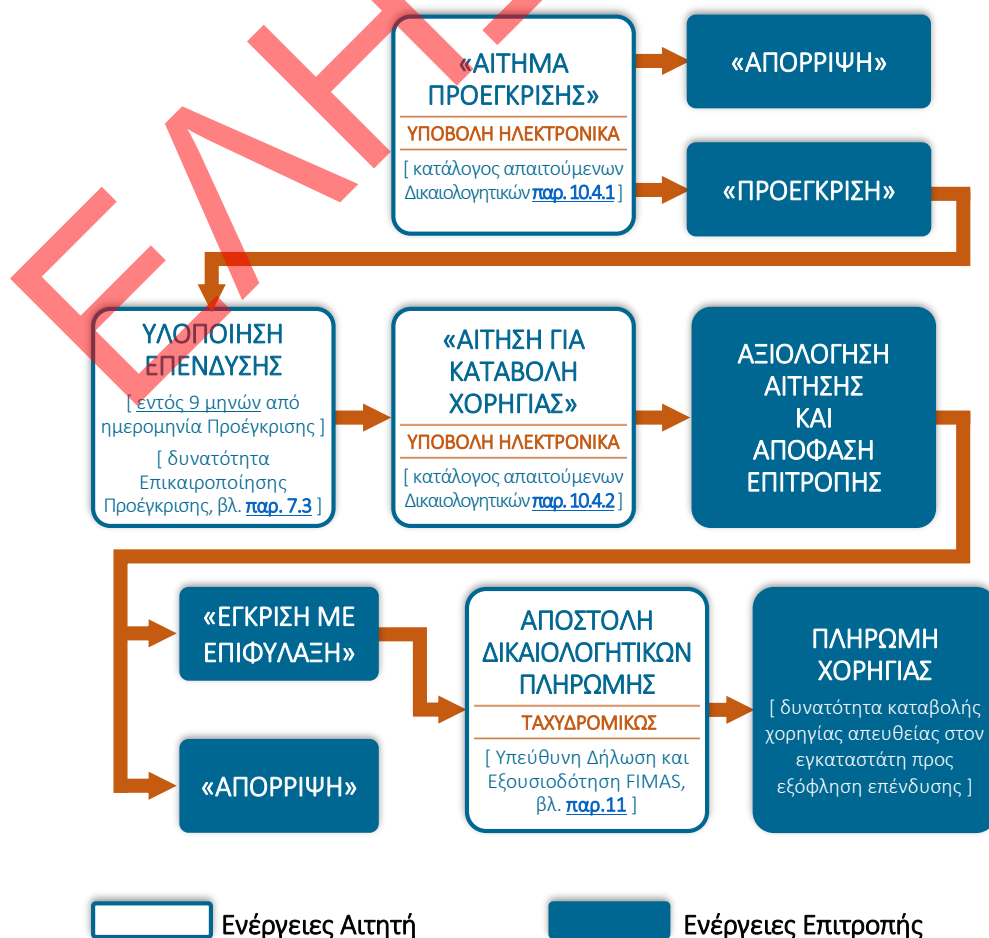 «ΑΙΤΗΜΑ
ΠΡΟΕΓΚΡΙΣΗΣ»
ΥΠΟΒΟΛΗ ΗΛΕΚΤΡΟΝΙΚΑ
[ κατάλογος απαιτούμενων
Δικαιολογητικών παρ. 10.4.1 ]
«ΑΠΟΡΡΙΨΗ»
«ΠΡΟΕΓΚΡΙΣΗ»
ΥΛΟΠΟΙΗΣΗ
ΕΠΕΝΔΥΣΗΣ
[ εντός 9 μηνών από
ημερομηνία Προέγκρισης ]
[ δυνατότητα
Επικαιροποίησης
Προέγκρισης, βλ. παρ. 7.3 ]
«ΑΙΤΗΣΗ ΓΙΑ
ΚΑΤΑΒΟΛΗ
ΧΟΡΗΓΙΑΣ»
ΥΠΟΒΟΛΗ ΗΛΕΚΤΡΟΝΙΚΑ
[ κατάλογος απαιτούμενων
Δικαιολογητικών παρ. 10.4.2 ]
ΑΞΙΟΛΟΓΗΣΗ
ΑΙΤΗΣΗΣ
ΚΑΙ
ΑΠΟΦΑΣΗ
ΕΠΙΤΡΟΠΗΣ
«ΕΓΚΡΙΣΗ ΜΕ
ΕΠΙΦΥΛΑΞΗ»
«ΑΠΟΡΡΙΨΗ»
ΑΠΟΣΤΟΛΗ
ΔΙΚΑΙΟΛΟΓΗΤΙΚΩΝ
ΠΛΗΡΩΜΗΣ
ΤΑΧΥΔΡΟΜΙΚΩΣ
[ Υπεύθυνη Δήλωση και
Εξουσιοδότηση FIMAS,
βλ. παρ.11 ]
ΠΛΗΡΩΜΗ
ΧΟΡΗΓΙΑΣ
[ δυνατότητα καταβολής
χορηγίας απευθείας στον
εγκαταστάτη προς
εξόφληση επένδυσης ]
Ενέργειες Αιτητή
Ενέργειες Επιτροπής